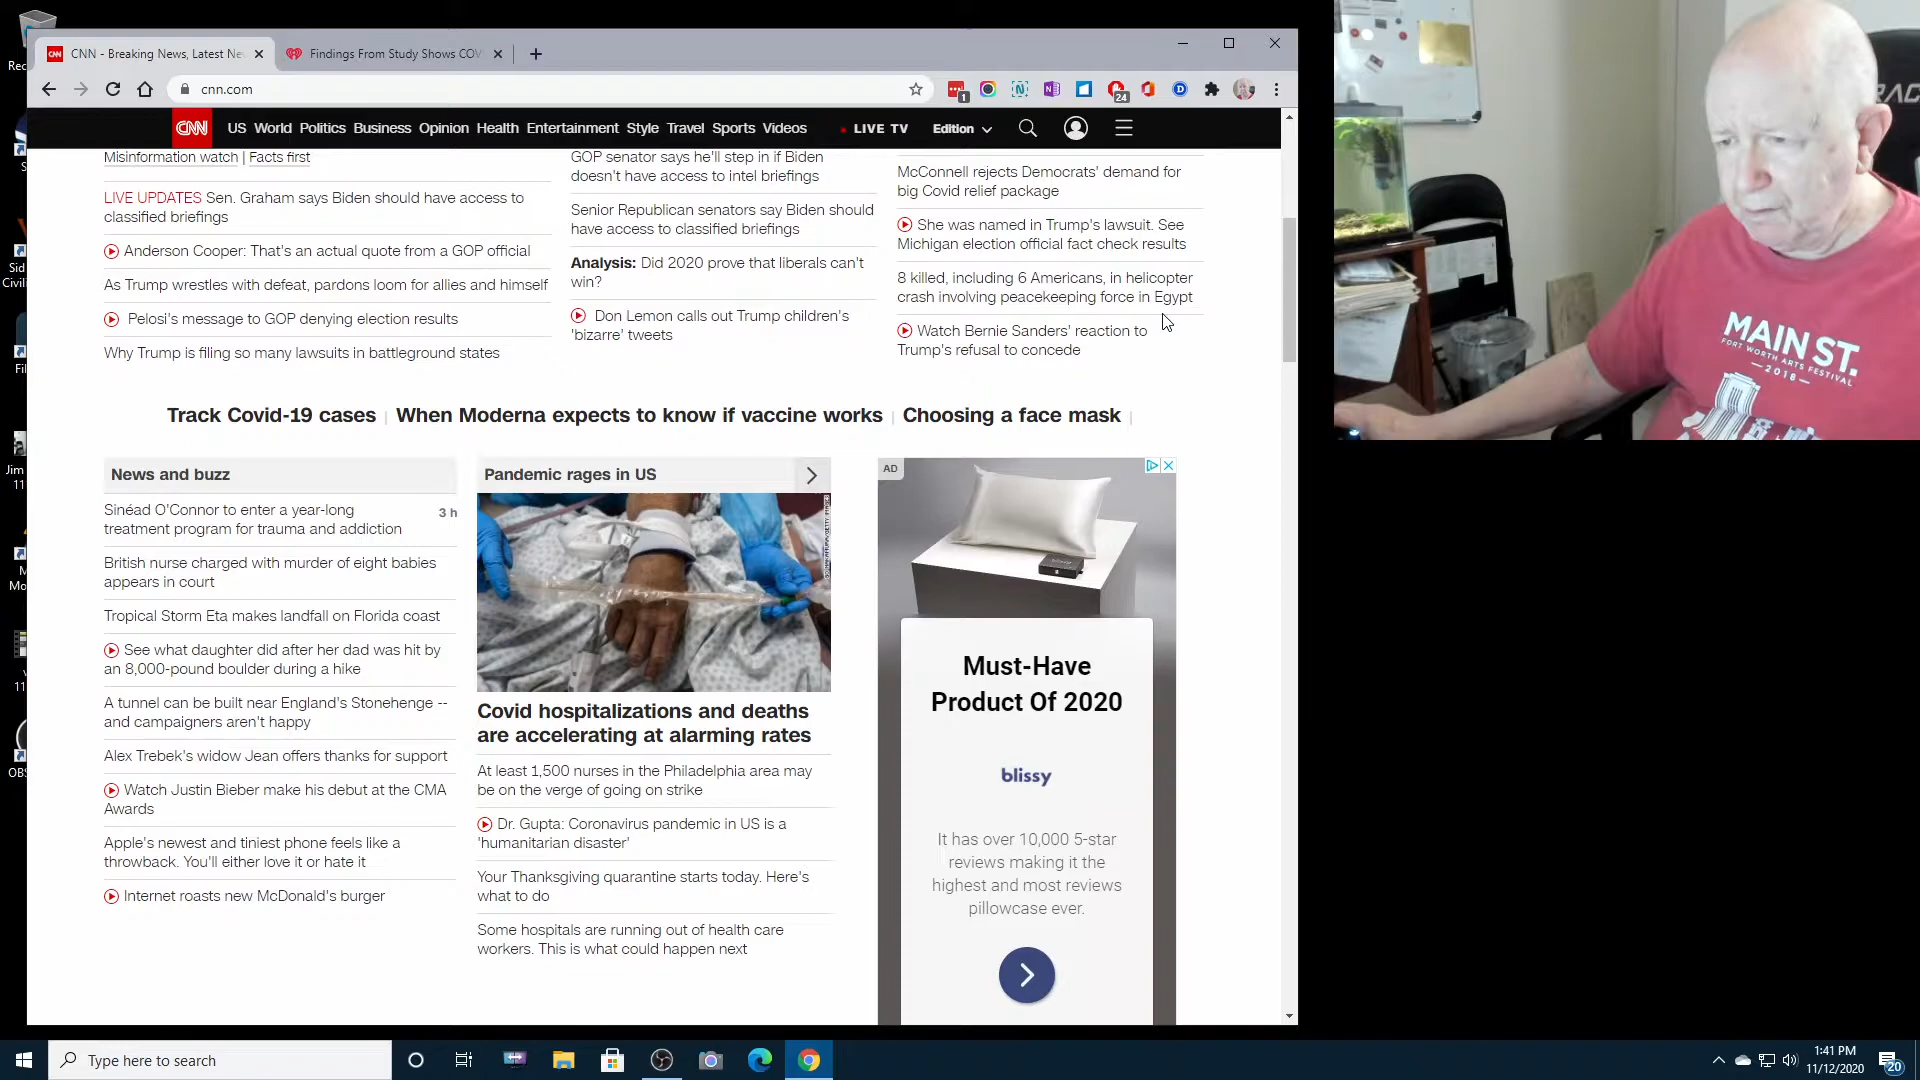 Rec
CNN - Breaking News, Latest Ne
Findings From Study Shows COV
cnn.com
1
24
CNN
US World Politics Business Opinion Health Entertainment Style Travel Sports Videos
LIVE TV
Edition
Misinformation watch | Facts first
LIVE UPDATES Sen. Graham says Biden should have access to
classified briefings
Anderson Cooper: That's an actual quote from a GOP official
As Trump wrestles with defeat, pardons loom for allies and himself
Pelosi's message to GOP denying election results
Why Trump is filing so many lawsuits in battleground states
GOP senator says he'll step in if Biden
doesn't have access to intel briefings
Senior Republican senators say Biden should
have access to classified briefings
Analysis: Did 2020 prove that liberals can't
win?
Don Lemon calls out Trump children's
'bizarre' tweets
McConnell rejects Democrats' demand for
big Covid relief package
She was named in Trump's lawsuit. See
Michigan election official fact check results
8 killed, including 6 Americans, in helicopter
crash involving peacekeeping force in Egypt
Watch Bernie Sanders' reaction to
Trump's refusal to concede
Track Covid-19 cases | When Moderna expects to know if vaccine works | Choosing a face mask |
News and buzz
Sinéad O'Connor to enter a year-long
treatment program for trauma and addiction
3 h
British nurse charged with murder of eight babies
appears in court
Tropical Storm Eta makes landfall on Florida coast
See what daughter did after her dad was hit by
an 8,000-pound boulder during a hike
A tunnel can be built near England's Stonehenge --
and campaigners aren't happy
Alex Trebek's widow Jean offers thanks for support
Watch Justin Bieber make his debut at the CMA
Awards
Apple's newest and tiniest phone feels like a
throwback. You'll either love it or hate it
Internet roasts new McDonald's burger
Pandemic rages in US
Covid hospitalizations and deaths
are accelerating at alarming rates
At least 1,500 nurses in the Philadelphia area may
be on the verge of going on strike
Dr. Gupta: Coronavirus pandemic in US is a
'humanitarian disaster'
Your Thanksgiving quarantine starts today. Here's
what to do
Some hospitals are running out of health care
workers. This is what could happen next
AD
Must-Have
Product Of 2020
blissy
It has over 10,000 5-star
reviews making it the
highest and most reviews
pillowcase ever.
MAIN ST.
FORT WORTH ARTS FESTIVAL
- 2018 -
Sid
Civil
Fil
Jim
11
M
Mo
11
OBS
Type here to search
1:41 PM
11/12/2020
20